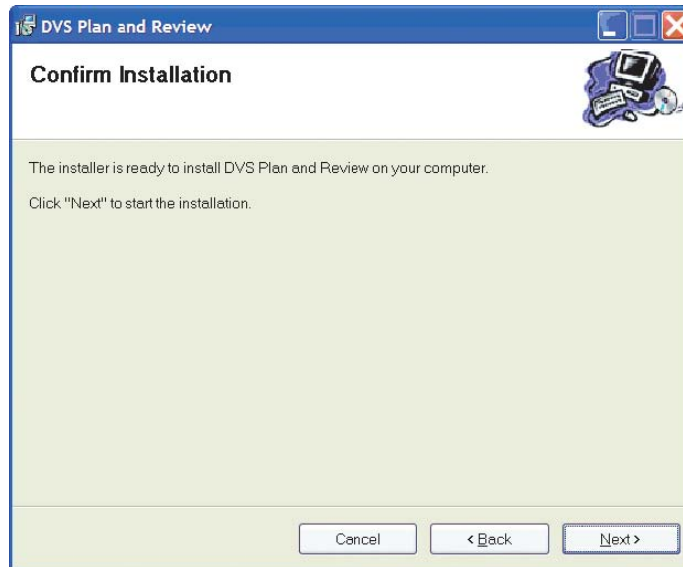 DVS Plan and Review
Confirm Installation
The installer is ready to install DVS Plan and Review on your computer.
Click "Next" to start the installation.
Cancel
< Back
Next >